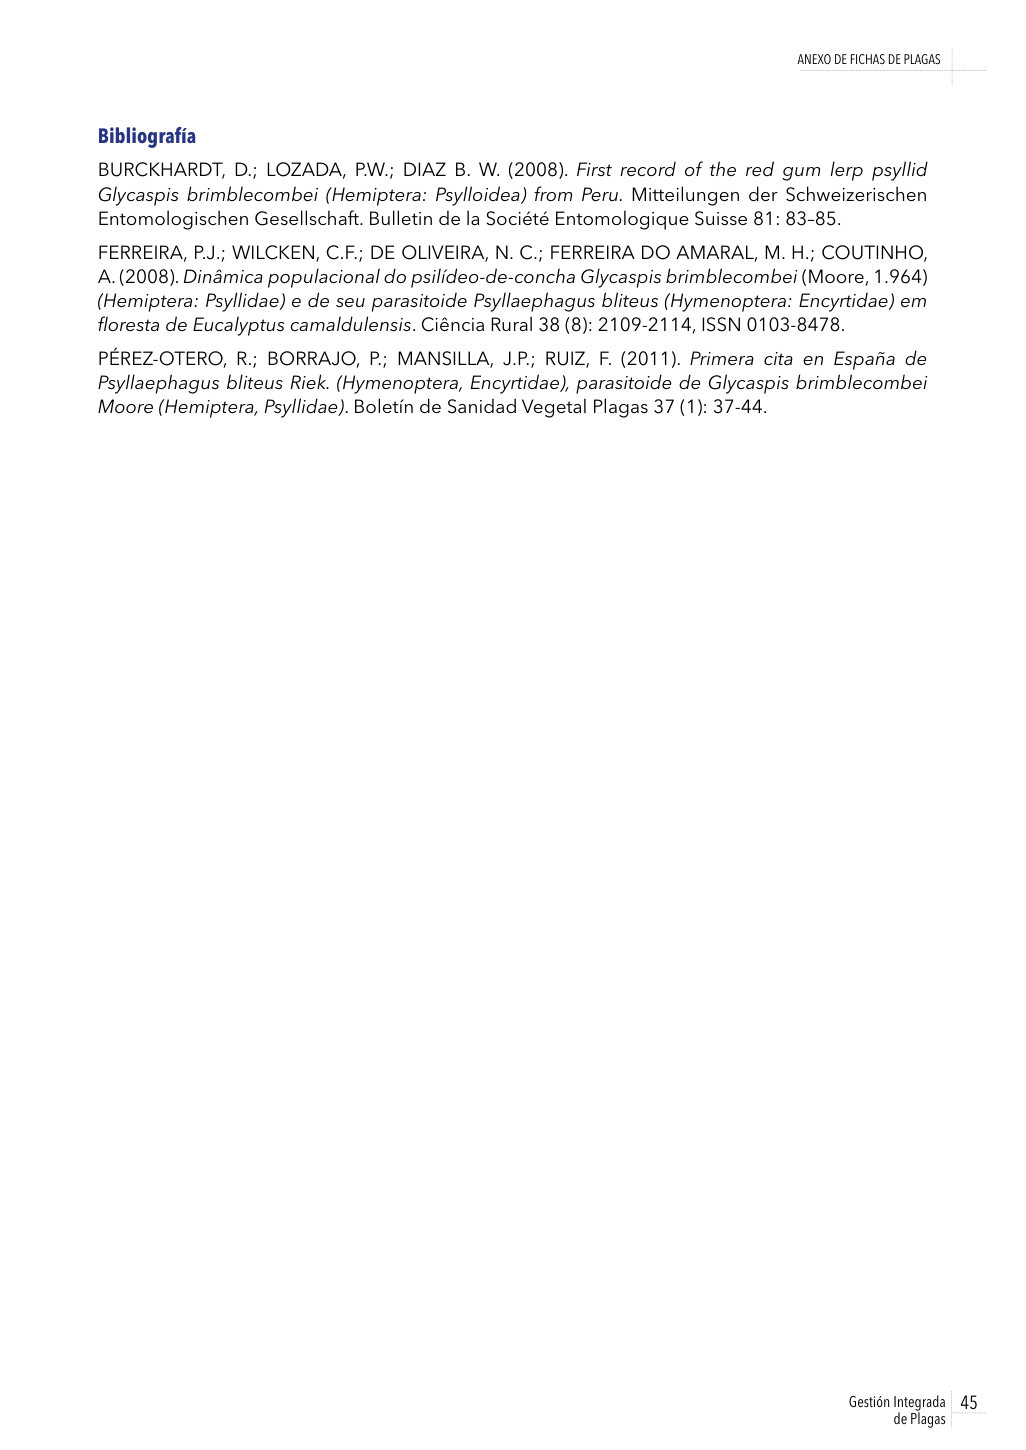 ANEXO DE FICHAS DE PLAGAS
Bibliografía
BURCKHARDT, D.; LOZADA, P.W.; DIAZ B. W. (2008). First record of the red gum lerp psyllid
Glycaspis brimblecombei (Hemiptera: Psylloidea) from Peru. Mitteilungen der Schweizerischen
Entomologischen Gesellschaft. Bulletin de la Société Entomologique Suisse 81: 83–85.
FERREIRA, P.J.; WILCKEN, C.F.; DE OLIVEIRA, N. C.; FERREIRA DO AMARAL, M. H.; COUTINHO,
A. (2008). Dinâmica populacional do psilídeo-de-concha Glycaspis brimblecombei (Moore, 1.964)
(Hemiptera: Psyllidae) e de seu parasitoide Psyllaephagus bliteus (Hymenoptera: Encyrtidae) em
floresta de Eucalyptus camaldulensis. Ciência Rural 38 (8): 2109-2114, ISSN 0103-8478.
PÉREZ-OTERO, R.; BORRAJO, P.; MANSILLA, J.P.; RUIZ, F. (2011). Primera cita en España de
Psyllaephagus bliteus Riek. (Hymenoptera, Encyrtidae), parasitoide de Glycaspis brimblecombei
Moore (Hemiptera, Psyllidae). Boletín de Sanidad Vegetal Plagas 37 (1): 37-44.
Gestión Integrada 45
de Plagas